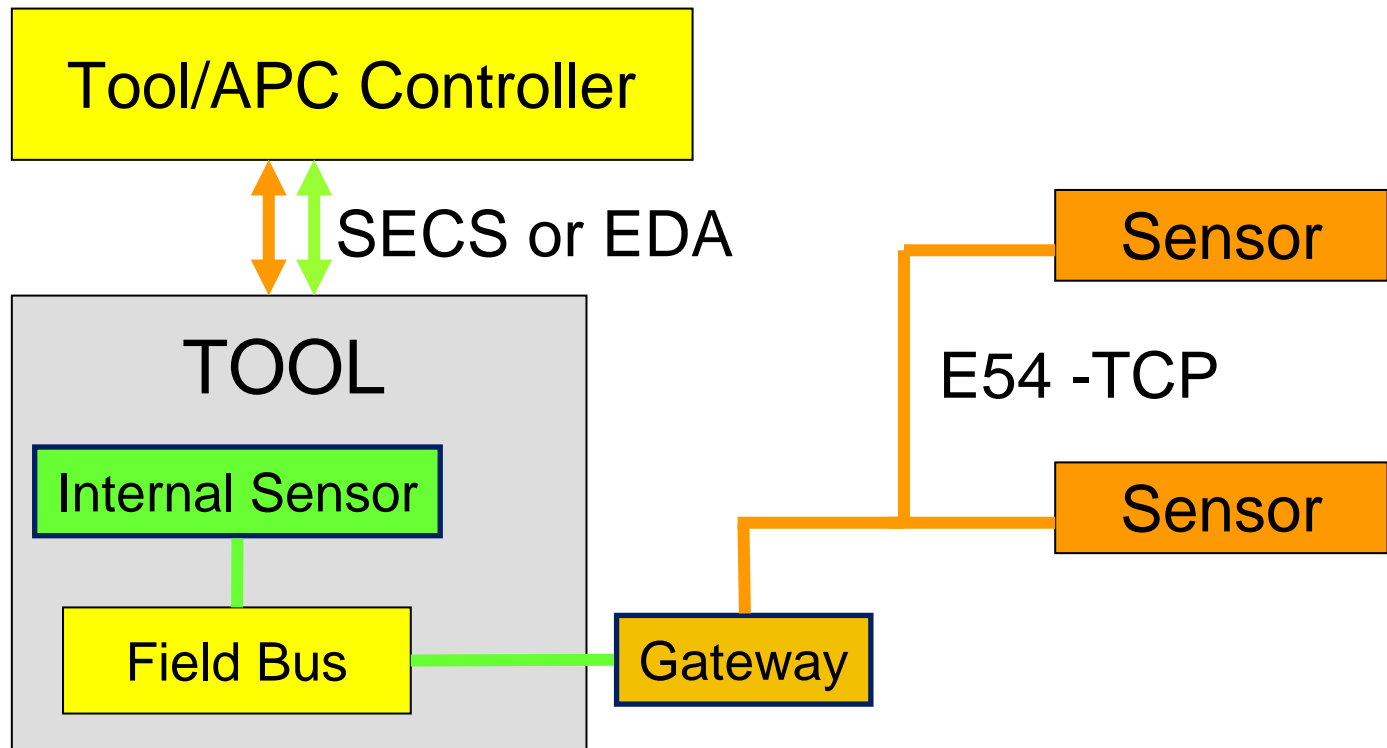 Tool/APC Controller
SECS or EDA
Sensor
TOOL
E54 -TCP
Internal Sensor
Sensor
Field Bus
Gateway